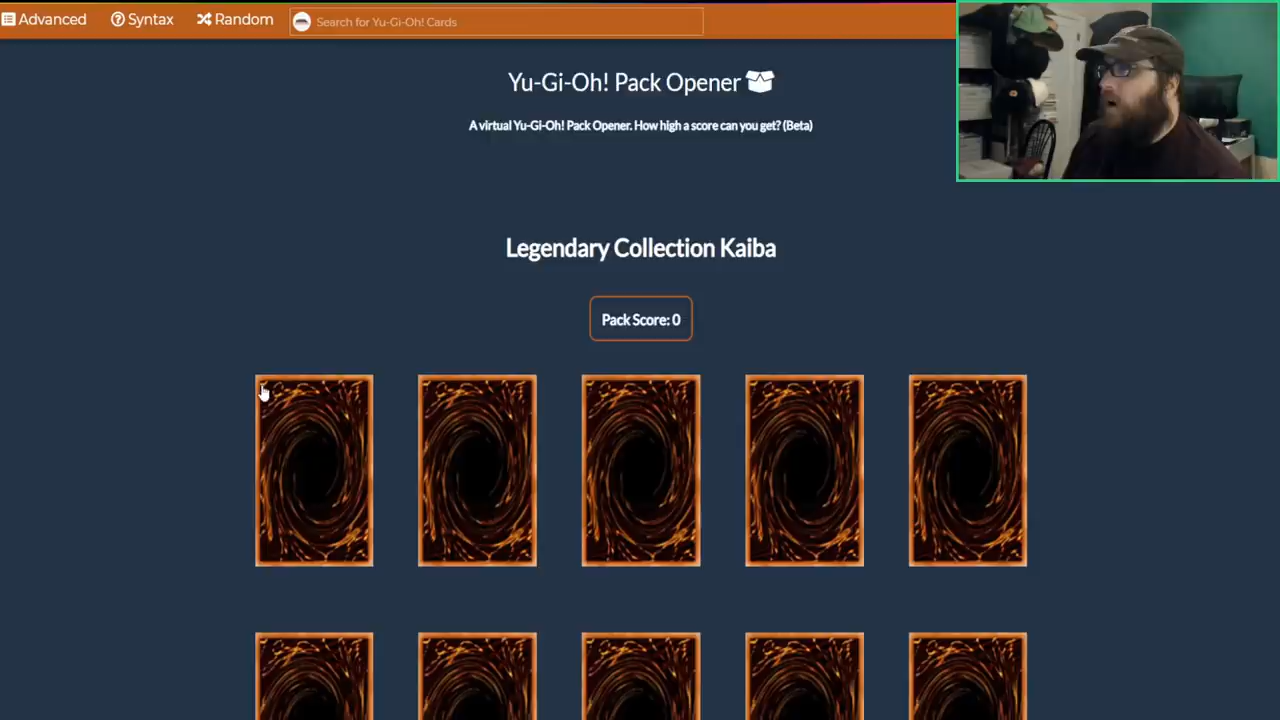 Advanced Syntax Random Search for Yu-Gi-Oh! Cards
Yu-Gi-Oh! Pack Opener
A virtual Yu-Gi-Oh! Pack Opener. How high a score can you get? (Beta)
Legendary Collection Kaiba
Pack Score: 0